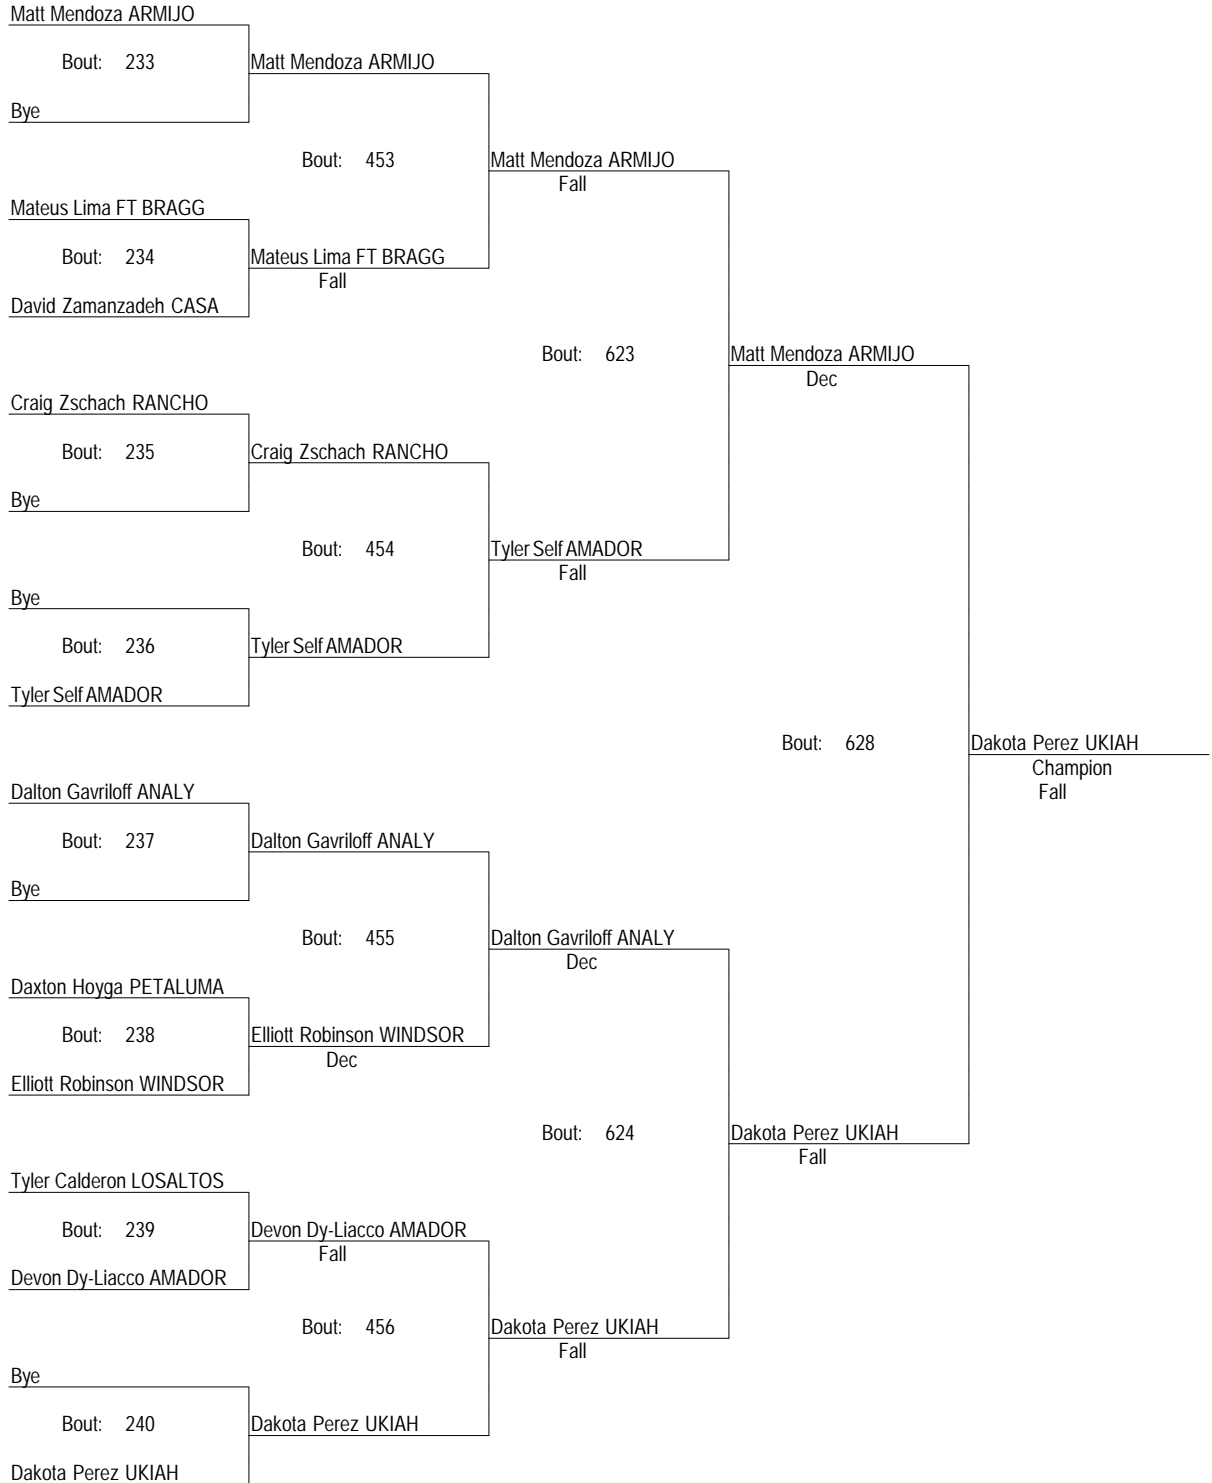 Matt Mendoza ARMIJO
Bout: 233 Matt Mendoza ARMIJO
Bye
Bout: 453 Matt Mendoza ARMIJO
Fall
Mateus Lima FT BRAGG
Bout: 234 Mateus Lima FT BRAGG
Fall
David Zamanzadeh CASA
Bout: 623 Matt Mendoza ARMIJO
Dec
Craig Zschach RANCHO
Bout: 235 Craig Zschach RANCHO
Bye
Bout: 454 Tyler Self AMADOR
Fall
Bye
Bout: 236 Tyler Self AMADOR
Tyler Self AMADOR
Bout: 628 Dakota Perez UKIAH
Champion
Fall
Dalton Gavriloff ANALY
Bout: 237 Dalton Gavriloff ANALY
Bye
Bout: 455 Dalton Gavriloff ANALY
Dec
Daxton Hoyga PETALUMA
Bout: 238 Elliott Robinson WINDSOR
Dec
Elliott Robinson WINDSOR
Bout: 624 Dakota Perez UKIAH
Fall
Tyler Calderon LOSALTOS
Bout: 239 Devon Dy-Liacco AMADOR
Fall
Devon Dy-Liacco AMADOR
Bout: 456 Dakota Perez UKIAH
Fall
Bye
Bout: 240 Dakota Perez UKIAH
Dakota Perez UKIAH